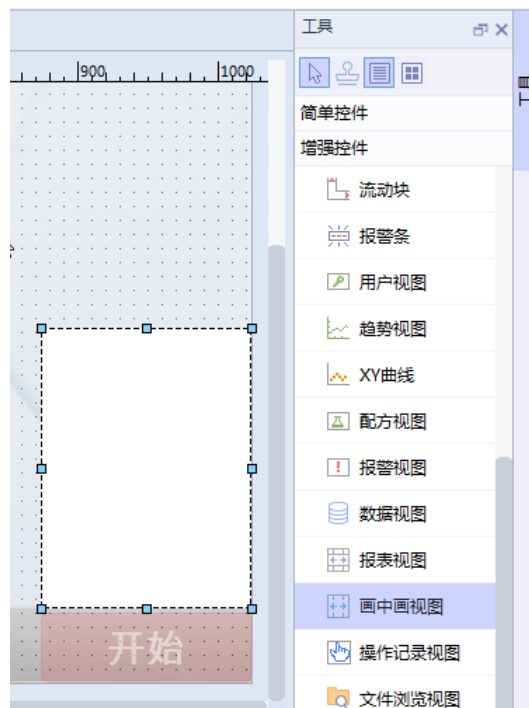 工具
900
1000
工具
简单控件
增强控件
流动块
报警条
用户视图
趋势视图
XY曲线
配方视图
报警视图
数据视图
报表视图
画中画视图
操作记录视图
文件浏览视图
开始